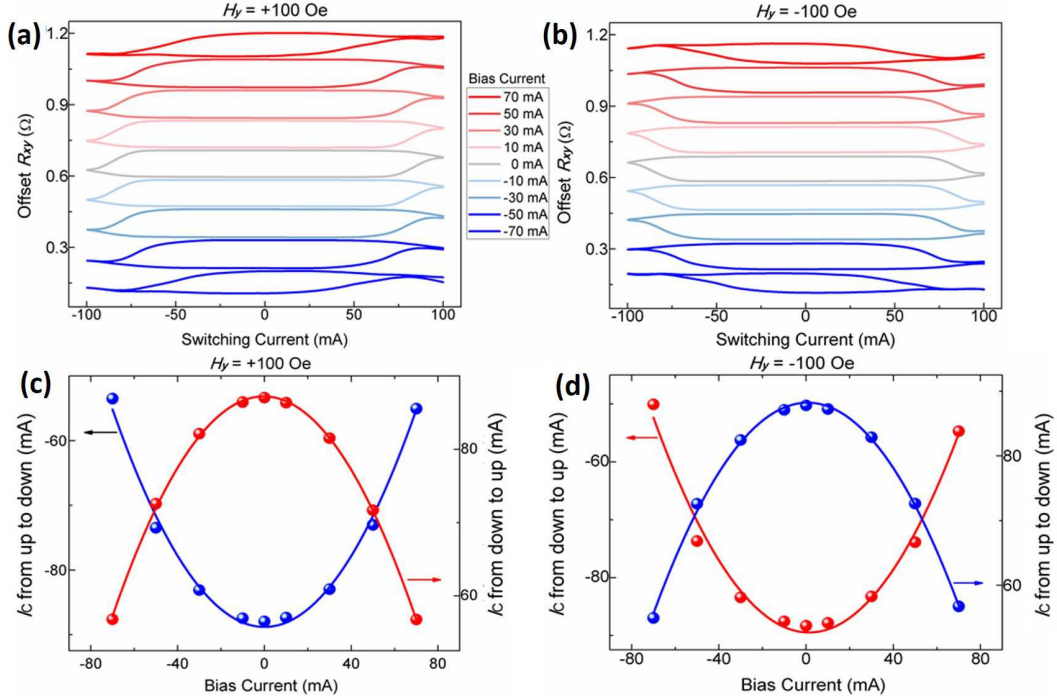 Hy = +100 Oe
(a)
1.2
0.9
0.6
0.3
Offset Rxy (Ω)
-100
-50
0
50
100
Switching Current (mA)
Bias Current
70 mA
50 mA
30 mA
10 mA
0 mA
-10 mA
-30 mA
-50 mA
-70 mA
Hy = -100 Oe
(b)
1.2
0.9
0.6
0.3
Offset Rxy (Ω)
-100
-50
0
50
100
Switching Current (mA)
Hy = +100 Oe
(c)
-60
-80
Ic from up to down (mA)
80
60
Ic from down to up (mA)
-80
-40
0
40
80
Bias Current (mA)
Hy = -100 Oe
(d)
-60
-80
Ic from down to up (mA)
80
60
Ic from up to down (mA)
-80
-40
0
40
80
Bias Current (mA)